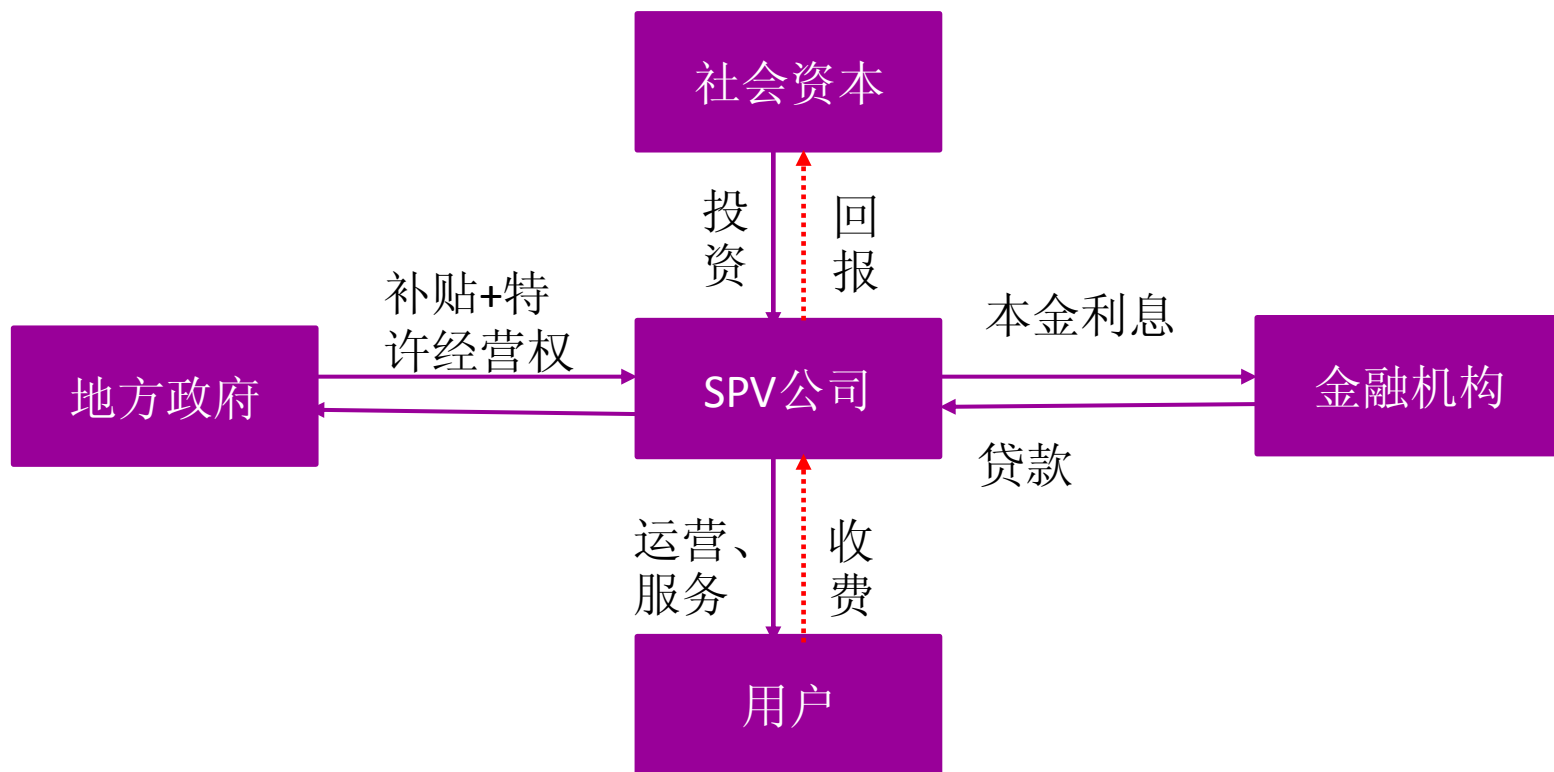 社会资本
投
资
回
报
补贴+特
许经营权
本金利息
地方政府
SPV公司
金融机构
贷款
运营、
服务
收
费
用户